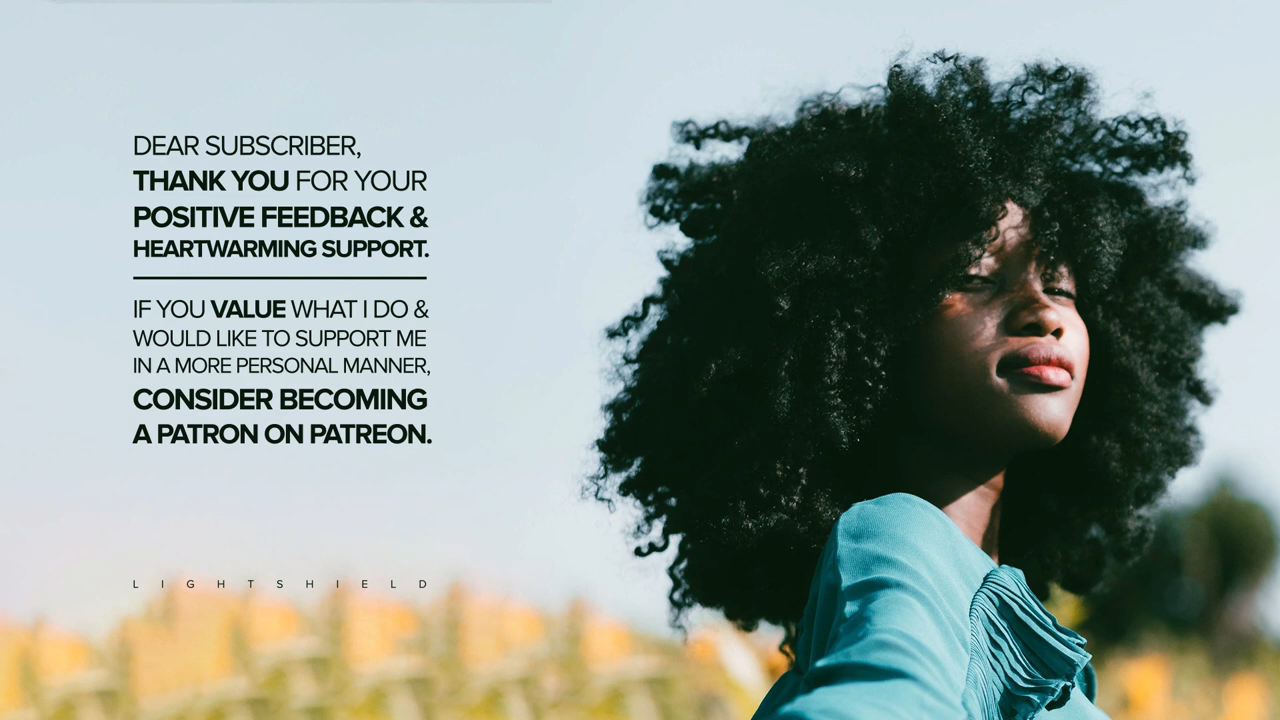 DEAR SUBSCRIBER,
THANK YOU FOR YOUR
POSITIVE FEEDBACK &
HEARTWARMING SUPPORT.
IF YOU VALUE WHAT I DO &
WOULD LIKE TO SUPPORT ME
IN A MORE PERSONAL MANNER,
CONSIDER BECOMING
A PATRON ON PATREON.
LIGHTSHIELD